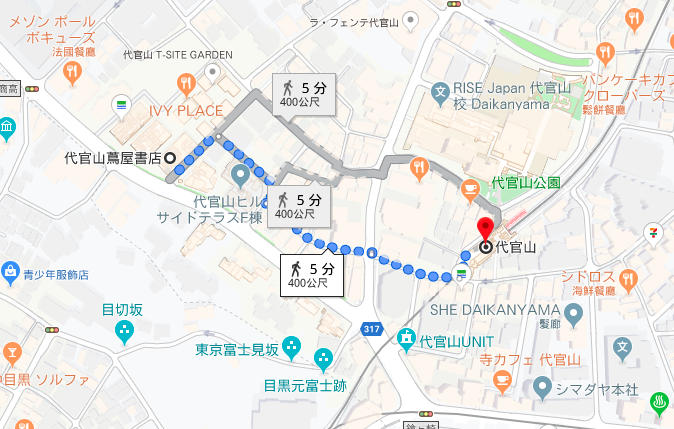 メゾン ポール
ボキューズ
法國餐廳
ラ・フェンテ代官山
代官山 T-SITE GARDEN
5 分
400公尺
IVY PLACE
RISE Japan 代官山
校 Daikanyama
パンケーキカフ
クローバーズ
鬆餅餐廳
代官山蔦屋書店
代官山公園
5 分
400公尺
代官山ヒル
サイドテラスF棟
代官山
5 分
400公尺
青少年服飾店
シドロス
海鮮餐廳
目切坂
SHE DAIKANYAMA
髮廊
317
代官山UNIT
東京富士見坂
寺カフェ 代官山
目黒元富士跡
中目黒 ソルファ
シマダヤ本社